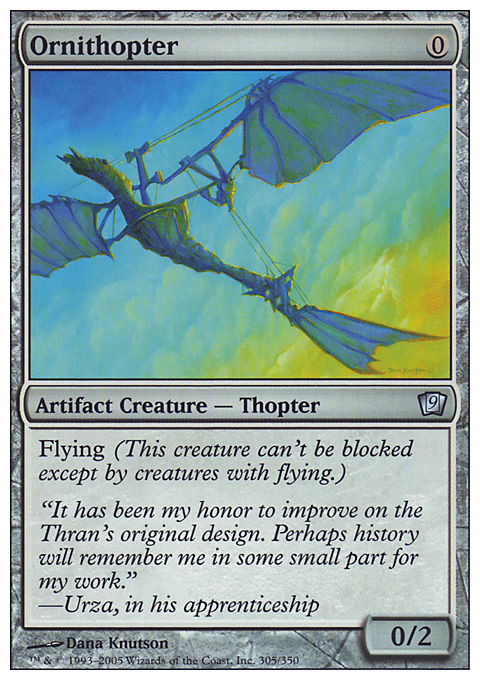 Ornithopter 0
Artifact Creature — Thopter
9
Flying (This creature can't be blocked
except by creatures with flying.)
“It has been my honor to improve on the
Thran's original design. Perhaps history
will remember me in some small part for
my work.”
—Urza, in his apprenticeship
0/2
Dana Knutson
™ & © 1993–2005 Wizards of the Coast, Inc. 305/350